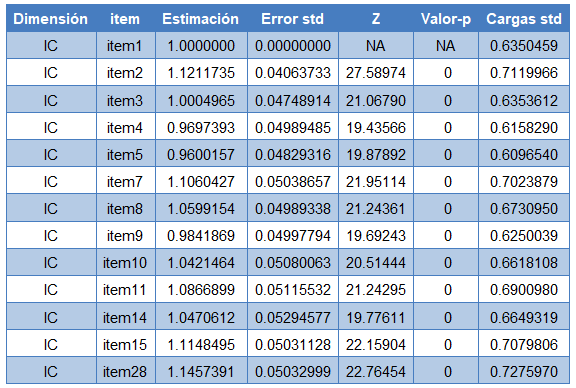 Dimensión item Estimación Error std Z Valor-p Cargas std
IC item1 1.0000000 0.00000000 NA NA 0.6350459
IC item2 1.1211735 0.04063733 27.58974 0 0.7119966
IC item3 1.0004965 0.04748914 21.06790 0 0.6353612
IC item4 0.9697393 0.04989485 19.43566 0 0.6158290
IC item5 0.9600157 0.04829316 19.87892 0 0.6096540
IC item7 1.1060427 0.05038657 21.95114 0 0.7023879
IC item8 1.0599154 0.04989338 21.24361 0 0.6730950
IC item9 0.9841869 0.04997794 19.69243 0 0.6250039
IC item10 1.0421464 0.05080063 20.51444 0 0.6618108
IC item11 1.0866899 0.05115532 21.24295 0 0.6900980
IC item14 1.0470612 0.05294577 19.77611 0 0.6649319
IC item15 1.1148495 0.05031128 22.15904 0 0.7079806
IC item28 1.1457391 0.05032999 22.76454 0 0.7275970